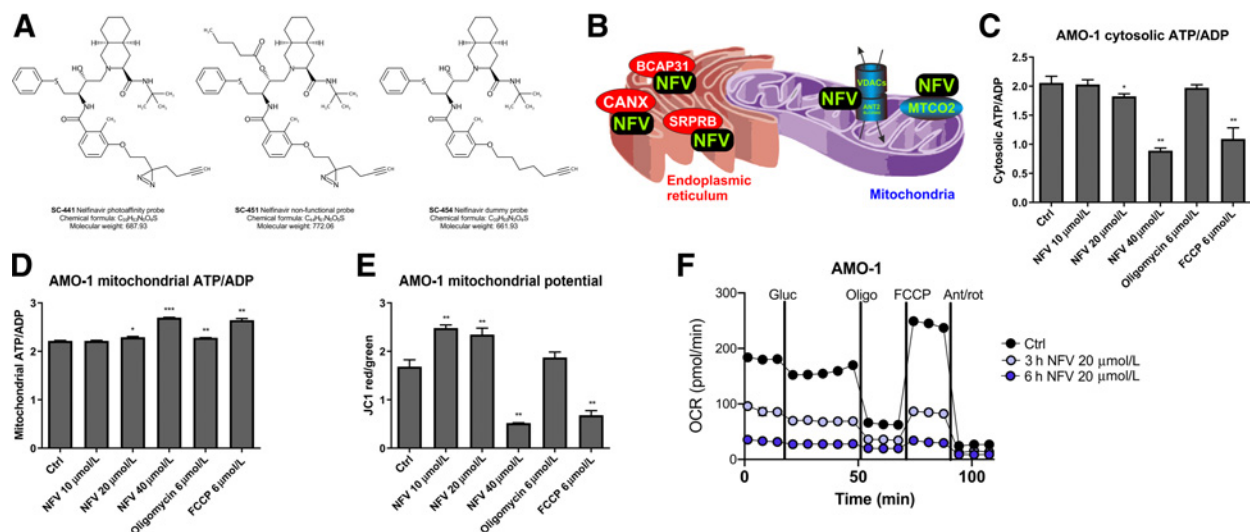 A
H₃C
O
H
H
HO
N
O
S
NH
O
CH₃
O
N=N
CH
SC-441 Nelfinavir photoaffinity probe
Molecular weight: 687.93
SC-451 Nelfinavir non-functional probe
Molecular weight: 772.06
SC-454 Nelfinavir dummy probe
Molecular weight: 661.93
B
BCAP31
NFV
CANX
NFV
SRPRB
NFV
Endoplasmic
reticulum
NFV
VDACs
ANT2
NFV
MTCO2
Mitochondria
C
AMO-1 cytosolic ATP/ADP
Cytosolic ATP/ADP
2.5
2.0
1.5
1.0
0.5
0.0
*
**
**
Ctrl
NFV 10 μmol/L
NFV 20 μmol/L
NFV 40 μmol/L
Oligomycin 6 μmol/L
FCCP 6 μmol/L
D
AMO-1 mitochondrial ATP/ADP
Mitochondrial ATP/ADP
3
2
1
0
*
***
**
**
Ctrl
NFV 10 μmol/L
NFV 20 μmol/L
NFV 40 μmol/L
Oligomycin 6 μmol/L
FCCP 6 μmol/L
E
AMO-1 mitochondrial potential
JC1 red/green
3
2
1
0
**
**
**
**
Ctrl
NFV 10 μmol/L
NFV 20 μmol/L
NFV 40 μmol/L
Oligomycin 6 μmol/L
FCCP 6 μmol/L
F
AMO-1
Gluc Oligo FCCP Ant/rot
OCR (pmol/min)
300
200
100
0
0 50 100
Time (min)
Ctrl
3 h NFV 20 μmol/L
6 h NFV 20 μmol/L